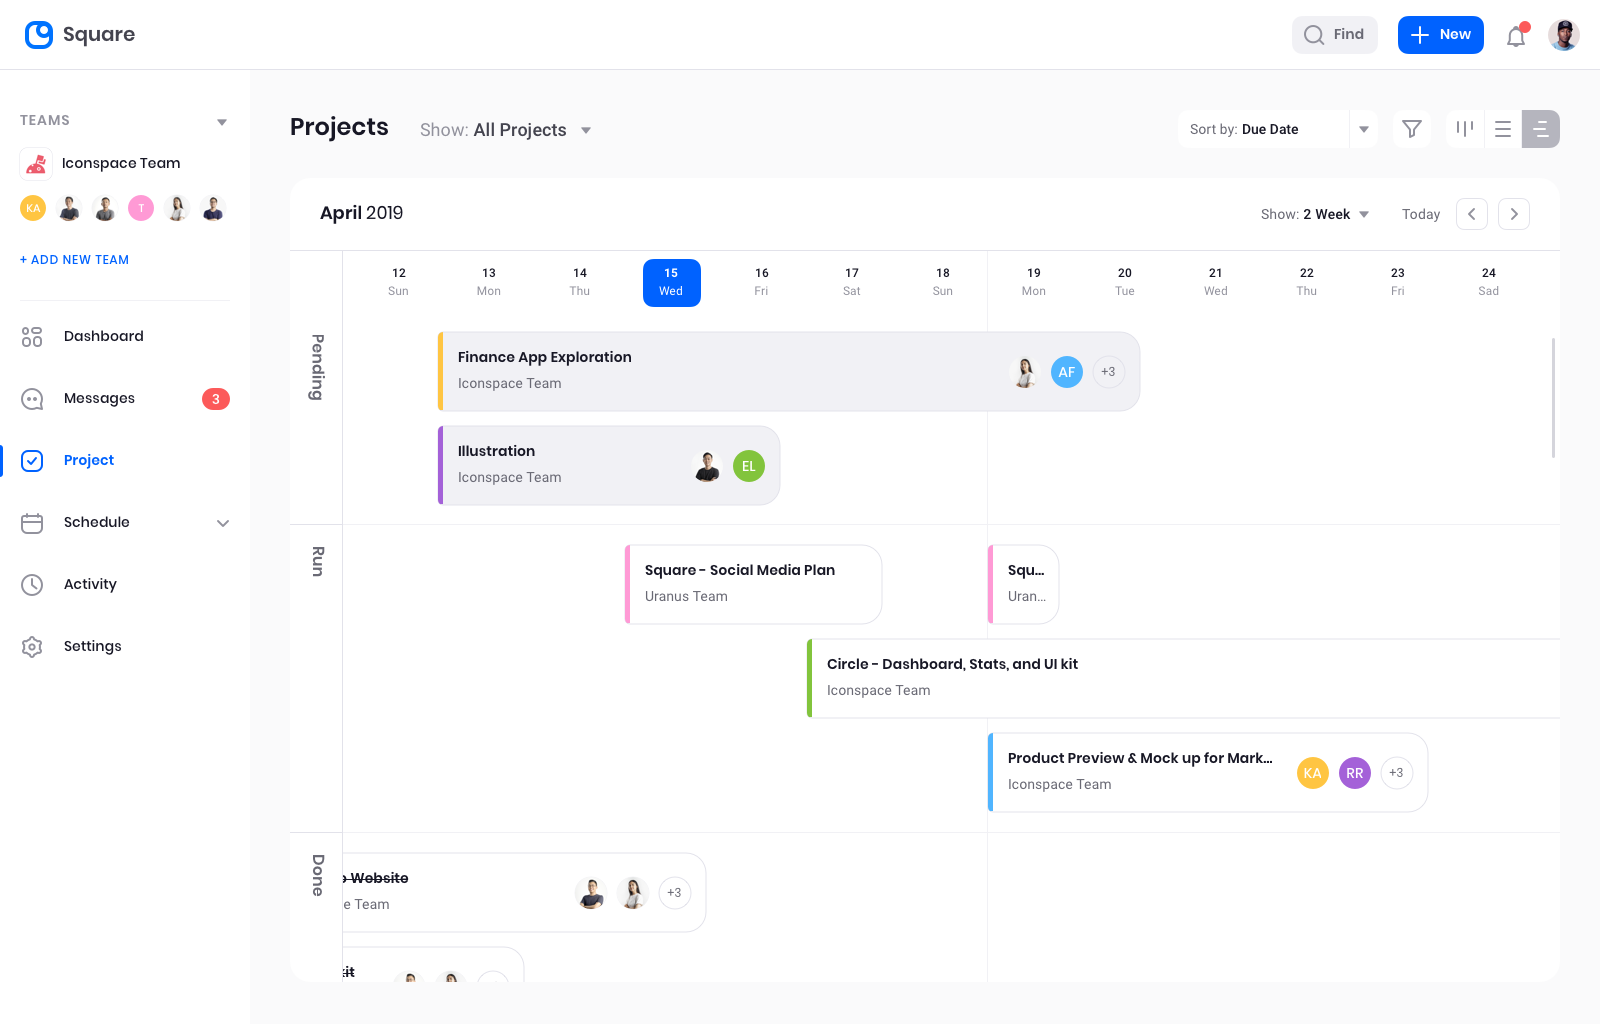 Square
Find
New
TEAMS
Iconspace Team
KA
T
+ ADD NEW TEAM
Dashboard
Messages
3
Project
Schedule
Activity
Settings
Projects
Show: All Projects
Sort by: Due Date
April 2019
Show: 2 Week
Today
12 13 14 15 16 17 18 19 20 21 22 23 24
Sun Mon Thu Wed Fri Sat Sun Mon Tue Wed Thu Fri Sad
Pending
Finance App Exploration
Iconspace Team
AF
+3
Illustration
Iconspace Team
EL
Run
Square - Social Media Plan
Uranus Team
Squ...
Uran...
Circle - Dashboard, Stats, and UI kit
Iconspace Team
Product Preview & Mock up for Mark...
Iconspace Team
KA
RR
+3
Done
Website
e Team
+3
kit